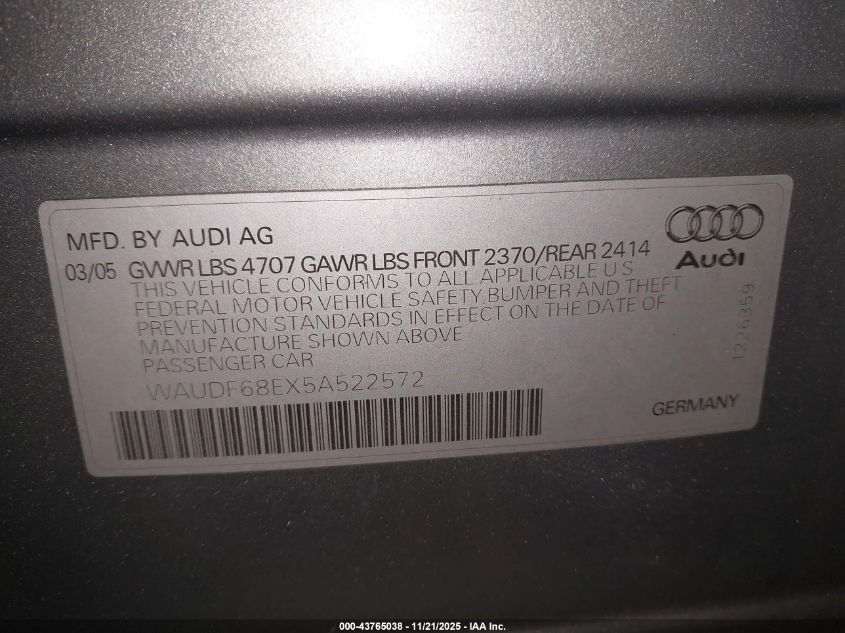 MFD. BY AUDI AG
03/05 GVWR LBS 4707 GAWR LBS FRONT 2370/REAR 2414
THIS VEHICLE CONFORMS TO ALL APPLICABLE U S
FEDERAL MOTOR VEHICLE SAFETY, BUMPER AND THEFT
PREVENTION STANDARDS IN EFFECT ON THE DATE OF
MANUFACTURE SHOWN ABOVE
PASSENGER CAR
WAUDF68EX5A522572
Audi
1226359
GERMANY
000-43765038 - 11/21/2025 - IAA Inc.